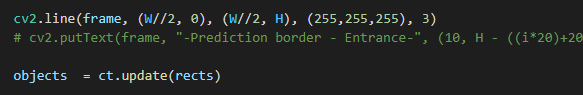 cv2.line(frame, (W//2, 0), (W//2, H), (255,255,255), 3)
# cv2.putText(frame, "-Prediction border - Entrance-", (10, H - ((i*20)+20
objects  = ct.update(rects)